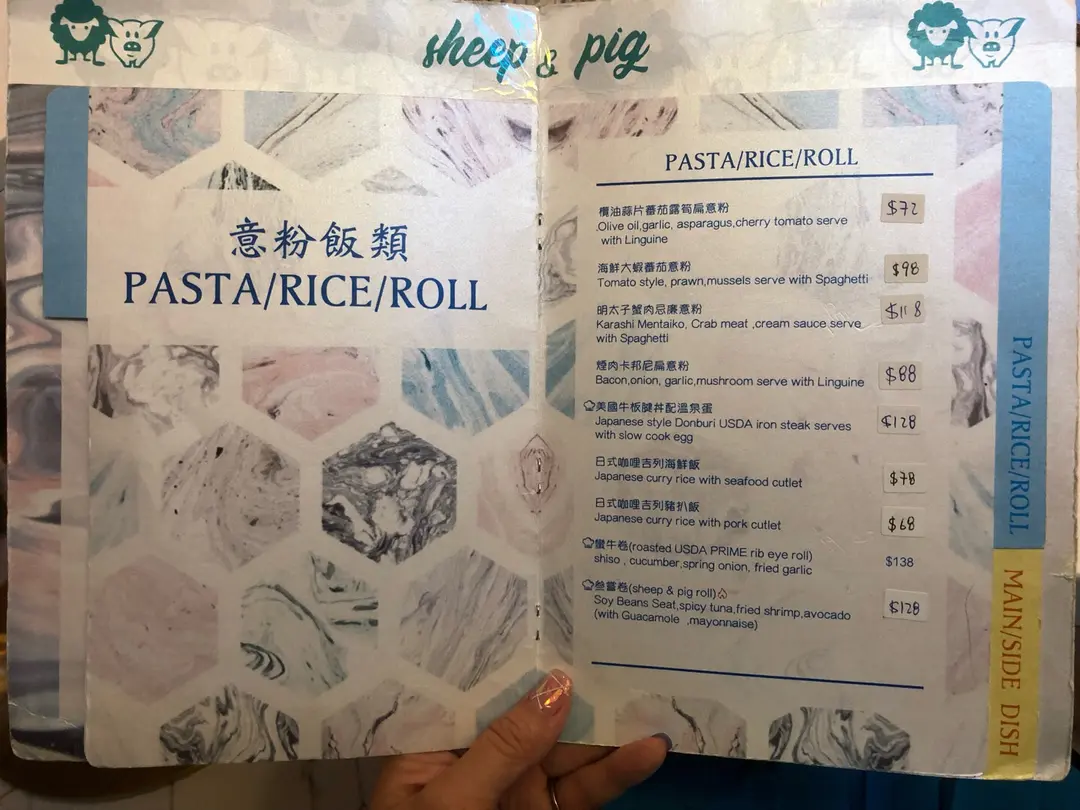 sheep & pig
意粉飯類
PASTA/RICE/ROLL
PASTA/RICE/ROLL
欖油蒜片蕃茄露筍扁意粉 $72
Olive oil,garlic, asparagus,cherry tomato serve
with Linguine
海鮮大蝦蕃茄意粉 $98
Tomato style, prawn,mussels serve with Spaghetti
明太子蟹肉忌廉意粉 $118
Karashi Mentaiko, Crab meat ,cream sauce serve
with Spaghetti
煙肉卡邦尼扁意粉 $88
Bacon,onion, garlic,mushroom serve with Linguine
美國牛板腱丼配溫泉蛋 $128
Japanese style Donburi USDA iron steak serves
with slow cook egg
日式咖哩吉列海鮮飯 $78
Japanese curry rice with seafood cutlet
日式咖哩吉列豬扒飯 $68
Japanese curry rice with pork cutlet
蠻牛卷(roasted USDA PRIME rib eye roll) $138
shiso , cucumber,spring onion, fried garlic
卷(sheep & pig roll) $128
Soy Beans Seat,spicy tuna,fried shrimp,avocado
(with Guacamole ,mayonnaise)
PASTA/RICE/ROLL
MAIN/SIDE DISH